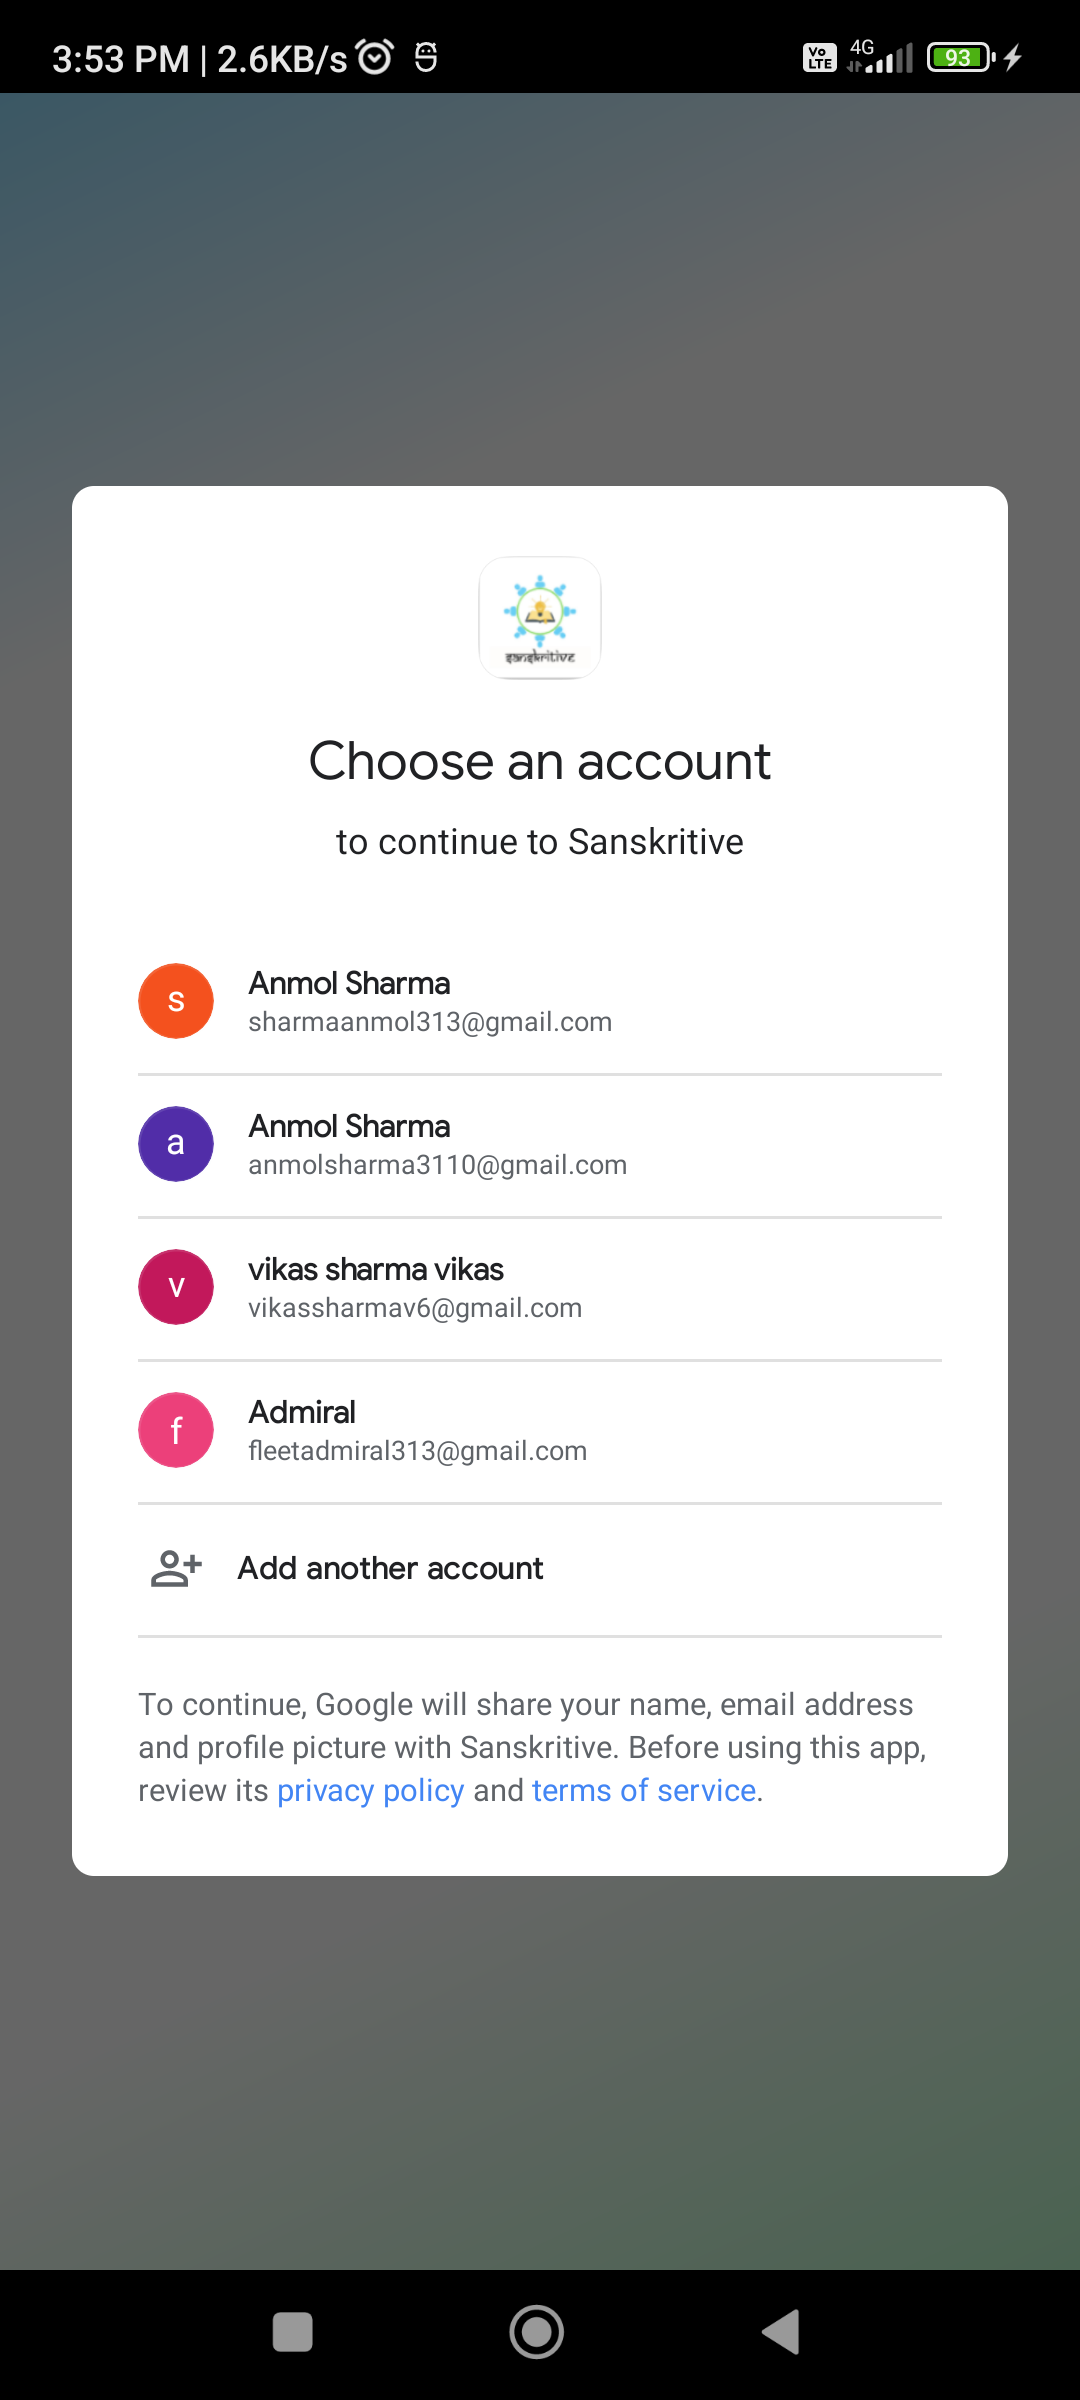 3:53 PM | 2.6KB/s
Vo LTE 4G 93
sanskritive
Choose an account
to continue to Sanskritive
s
Anmol Sharma
sharmaanmol313@gmail.com
a
Anmol Sharma
anmolsharma3110@gmail.com
v
vikas sharma vikas
vikassharmav6@gmail.com
f
Admiral
fleetadmiral313@gmail.com
Add another account
To continue, Google will share your name, email address
and profile picture with Sanskritive. Before using this app,
review its privacy policy and terms of service.